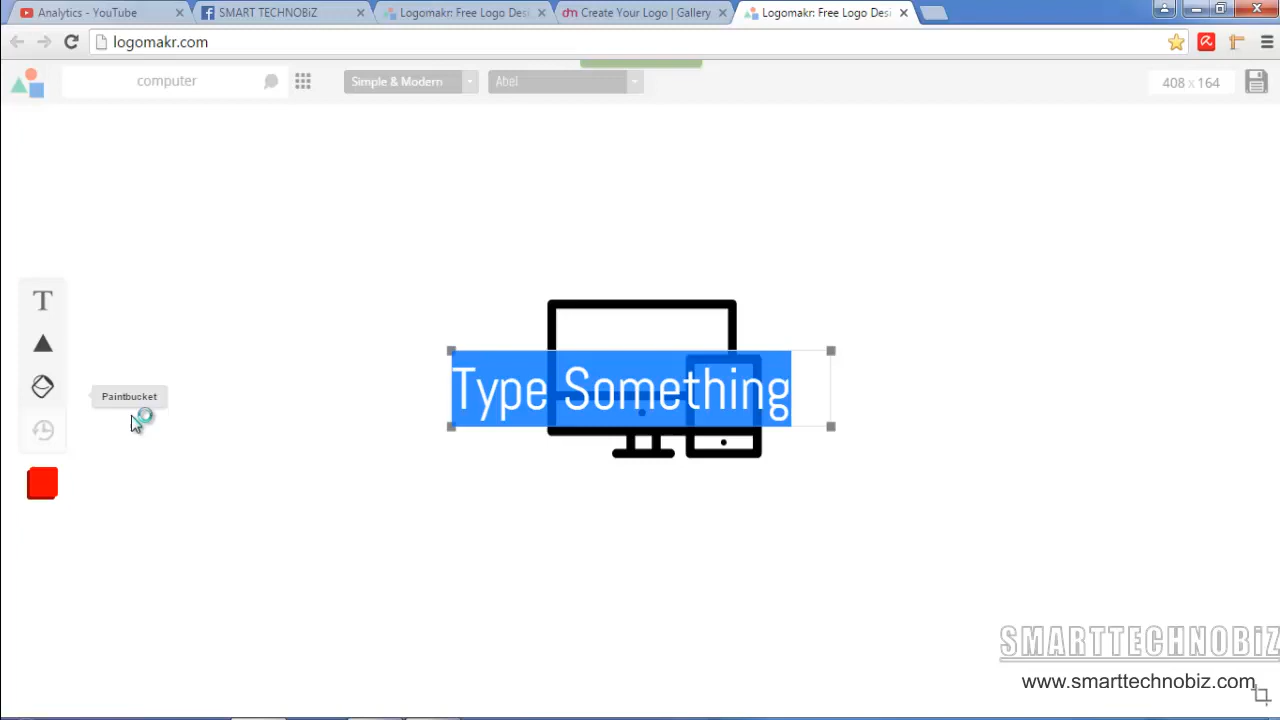 Analytics - YouTube
SMART TECHNOBiZ
Logomakr: Free Logo Desi
Create Your Logo | Gallery
Logomakr: Free Logo Desi
logomakr.com
computer
Simple & Modern
Abel
408 x 164
T
Paintbucket
Type Something
SMARTTECHNOBiZ
www.smarttechnobiz.com